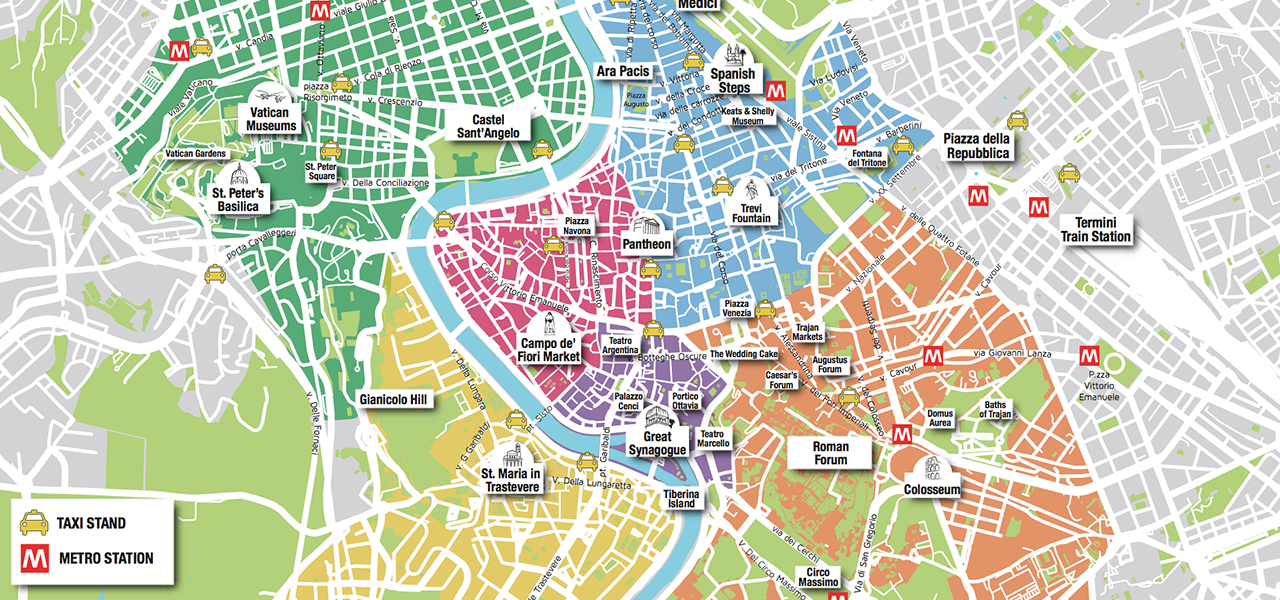 Medici
viale Giulio
v. Candia
v. Ottaviano
v. Cola di Rienzo
piazza
Risorgimento
v. Crescenzio
Viale Vaticano
Vatican
Museums
Vatican Gardens
St. Peter's
Basilica
St. Peter
Square
v. Della Conciliazione
Castel
Sant'Angelo
porta Cavalleggeri
Ara Pacis
via di Ripetta
via del corso
Piazza
Augusto
v. Vittoria
v. della Croce
via delle carrozze
v. dei Condotti
Spanish
Steps
Keats & Shelly
Museum
Via Veneto
Via Ludovisi
Via Veneto
viale Sistina
v. Barberini
Fontana
del Tritone
via del Tritone
XX Settembre
Piazza della
Repubblica
Termini
Train Station
Trevi
Fountain
via del Corso
Piazza
Navona
C. Rinascimento
Pantheon
Corso Vittorio Emanuele
Campo de'
Fiori Market
Teatro
Argentina
Botteghe Oscure
Piazza
Venezia
v. Nazionale
v. delle Quattro Fotane
v. Cavour
v. dei Serpenti
Trajan
Markets
The Wedding Cake
v. Alessandrina
Augustus
Forum
Caesar's
Forum
v. dei Fori Imperiali
v. del Colosseo
v. Cavour
via Giovanni Lanza
P.zza
Vittorio
Emanuele
Domus
Aurea
Baths
of Trajan
Roman
Forum
Colosseum
Palazzo
Cenci
Portico
Ottavia
Great
Synagogue
Teatro
Marcello
Tiberina
Island
Gianicolo Hill
v. Della Lungara
v. G Garibaldi
pt. Sisto
pt. Garibaldi
v. Delle Fornaci
St. Maria in
Trastevere
v. Della Lungaretta
via dei Cerchi
V. Del Circo Massimo
Circo
Massimo
Via di San Gregorio
TAXI STAND
M METRO STATION